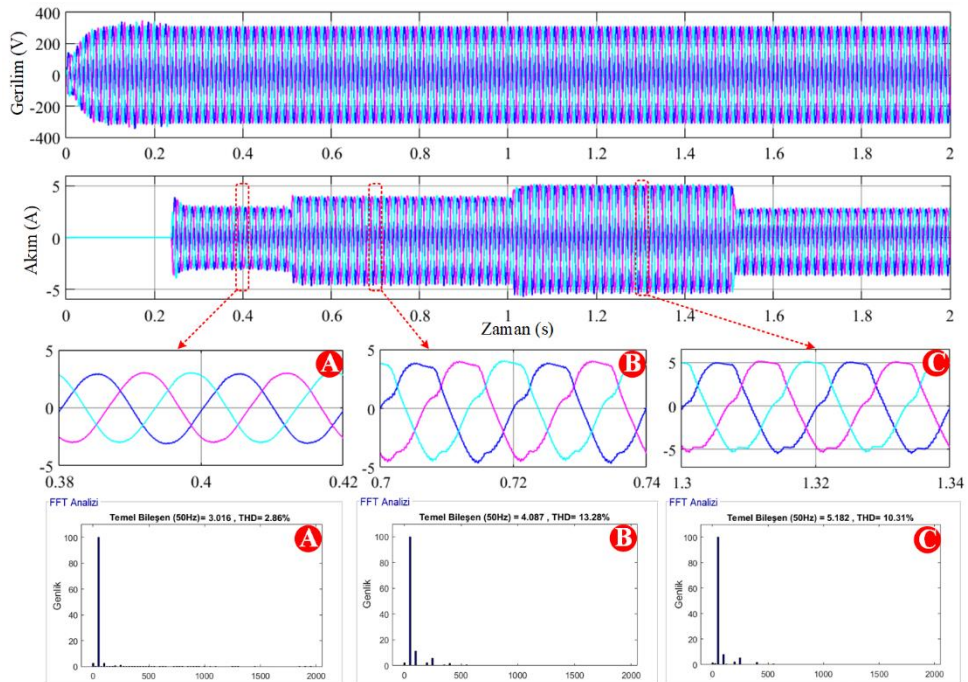 Gerilim (V)
400
200
0
-200
-400
0 0.2 0.4 0.6 0.8 1 1.2 1.4 1.6 1.8 2
Akım (A)
5
0
-5
0 0.2 0.4 0.6 0.8 1 1.2 1.4 1.6 1.8 2
Zaman (s)
A
5
0
-5
0.38 0.4 0.42
B
5
0
-5
0.7 0.72 0.74
C
5
0
-5
1.3 1.32 1.34
FFT Analizi
Temel Bileşen (50Hz)= 3.016 , THD= 2.86%
A
Genlik
100
80
60
40
20
0
0 500 1000 1500 2000
FFT Analizi
Temel Bileşen (50Hz) = 4.087 , THD= 13.28%
B
Genlik
100
80
60
40
20
0
0 500 1000 1500 2000
FFT Analizi
Temel Bileşen (50Hz) = 5.182 , THD= 10.31%
C
Genlik
100
80
60
40
20
0
0 500 1000 1500 2000